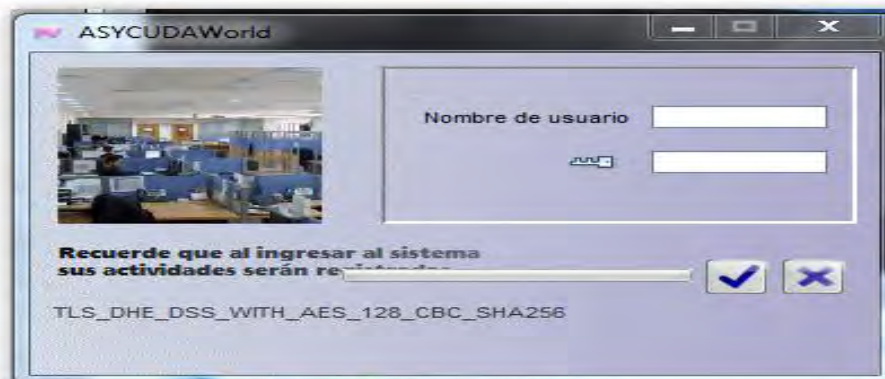 ASYCUDAWorld
Nombre de usuario
Recuerde que al ingresar al sistema
sus actividades serán
TLS_DHE_DSS_WITH_AES_128_CBC_SHA256